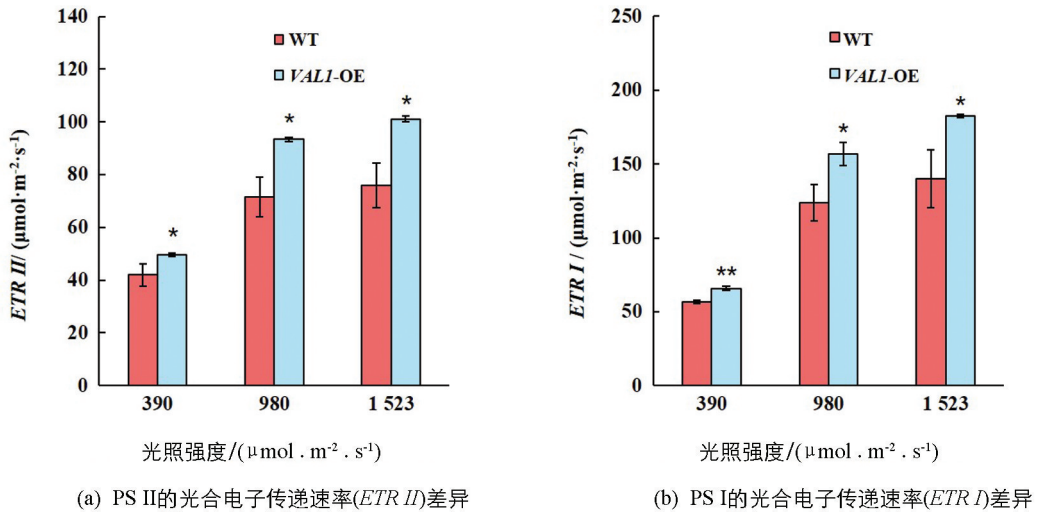 140
120
100
80
60
40
20
0
ETR II/ (μmol·m⁻²·s⁻¹)
WT
VAL1-OE
*
*
*
390 980 1 523
光照强度/(μmol . m⁻² . s⁻¹)
(a) PS II的光合电子传递速率(ETR II)差异
250
200
150
100
50
0
ETR I / (μmol·m⁻²·s⁻¹)
WT
VAL1-OE
**
*
*
390 980 1 523
光照强度/(μmol . m⁻² . s⁻¹)
(b) PS I的光合电子传递速率(ETR I)差异